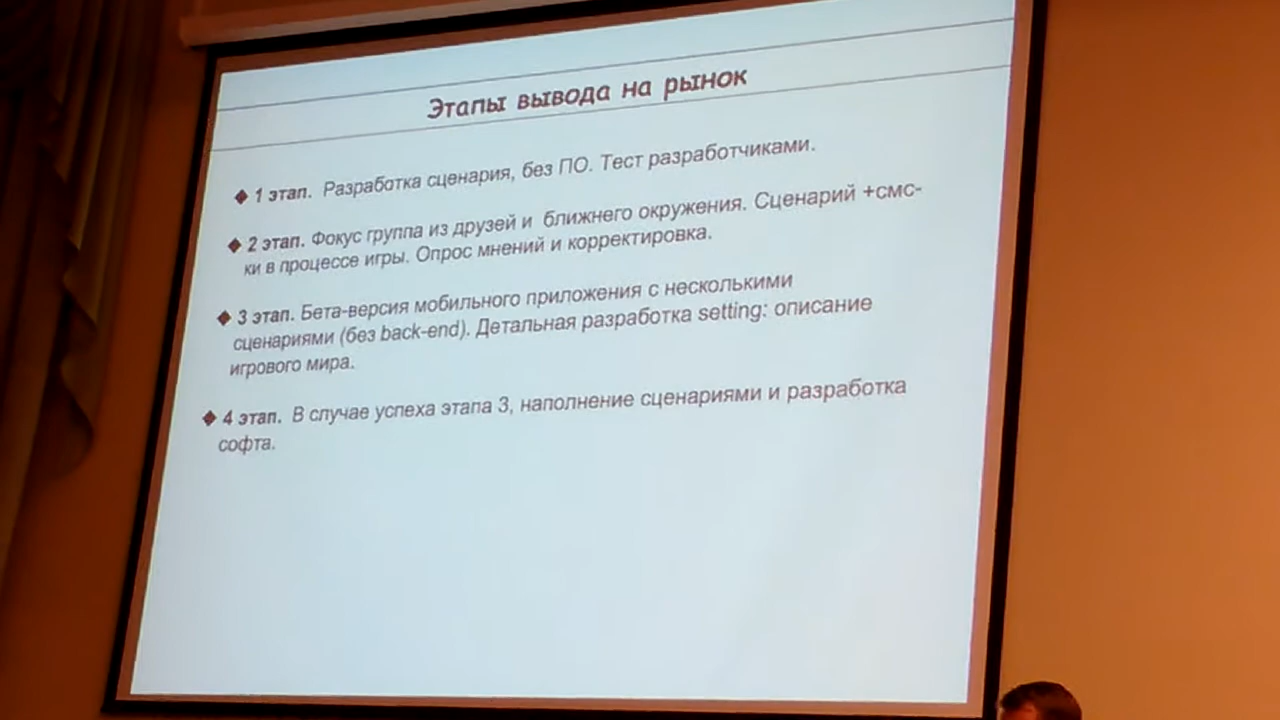 Этапы вывода на рынок
1 этап. Разработка сценария, без ПО. Тест разработчиками.
2 этап. Фокус группа из друзей и ближнего окружения. Сценарий +смс-
ки в процессе игры. Опрос мнений и корректировка.
3 этап. Бета-версия мобильного приложения с несколькими
сценариями (без back-end). Детальная разработка setting: описание
игрового мира.
4 этап. В случае успеха этапа 3, наполнение сценариями и разработка
софта.